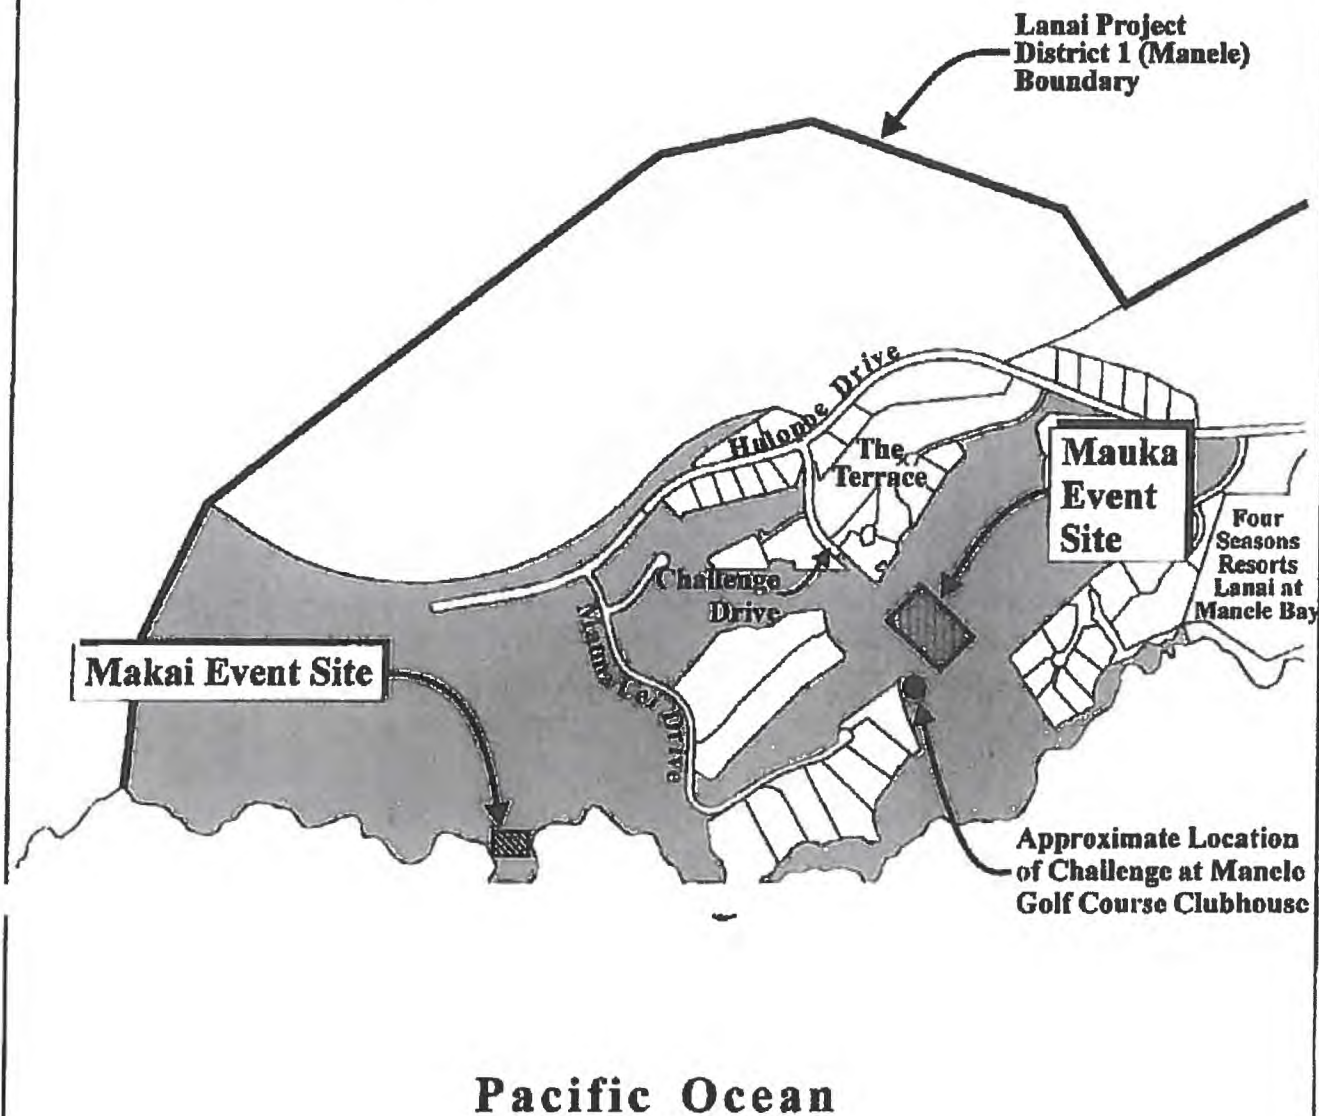 Lanai Project
District 1 (Manele)
Boundary
Hulopoe Drive
The
Terrace
Mauka
Event
Site
Four
Seasons
Resorts
Lanai at
Manele Bay
Challenge
Drive
Drive
Makai Event Site
Approximate Location
of Challenge at Manele
Golf Course Clubhouse
Pacific Ocean